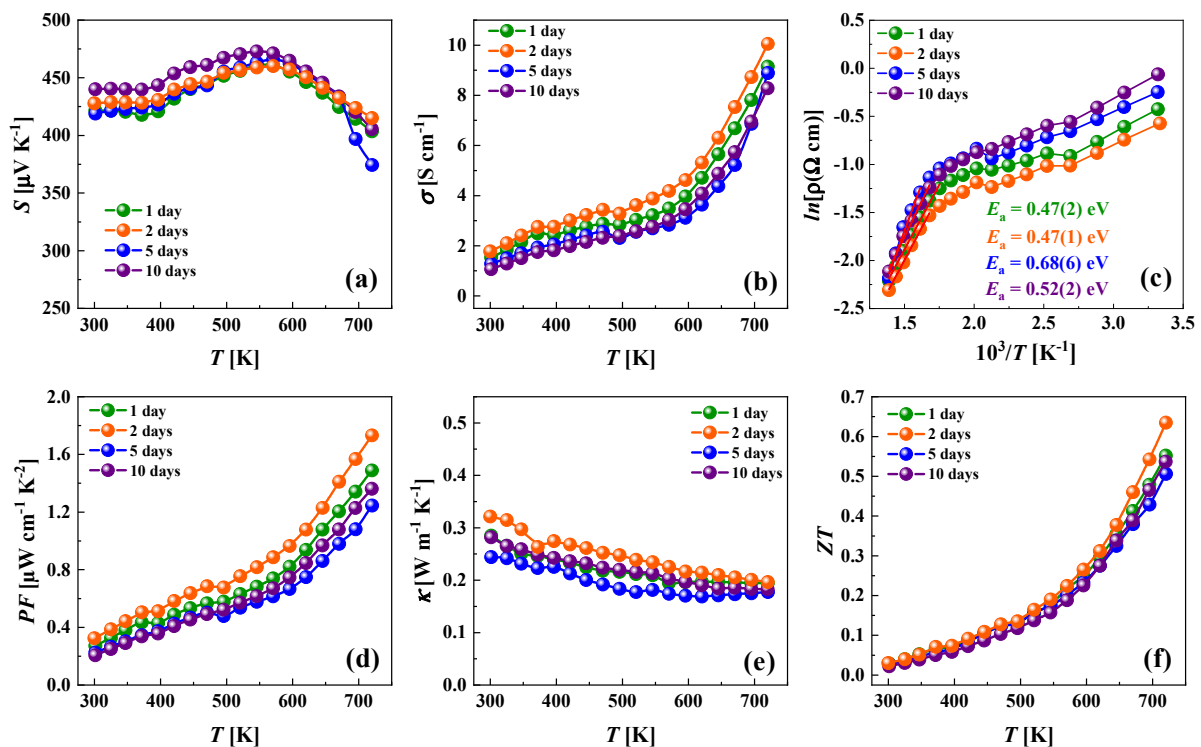 500
450
400
350
300
250
S [µV K⁻¹]
1 day
2 days
5 days
10 days
(a)
300 400 500 600 700
T [K]
10
8
6
4
2
0
σ [S cm⁻¹]
1 day
2 days
5 days
10 days
(b)
300 400 500 600 700
T [K]
0.5
0.0
-0.5
-1.0
-1.5
-2.0
-2.5
ln[ρ(Ω cm)]
1 day
2 days
5 days
10 days
Eₐ = 0.47(2) eV
Eₐ = 0.47(1) eV
Eₐ = 0.68(6) eV
Eₐ = 0.52(2) eV
(c)
1.5 2.0 2.5 3.0 3.5
10³/T [K⁻¹]
2.0
1.6
1.2
0.8
0.4
0.0
PF [µW cm⁻¹ K⁻²]
1 day
2 days
5 days
10 days
(d)
300 400 500 600 700
T [K]
0.5
0.4
0.3
0.2
0.1
0.0
κ [W m⁻¹ K⁻¹]
1 day
2 days
5 days
10 days
(e)
300 400 500 600 700
T [K]
0.7
0.6
0.5
0.4
0.3
0.2
0.1
0.0
ZT
1 day
2 days
5 days
10 days
(f)
300 400 500 600 700
T [K]